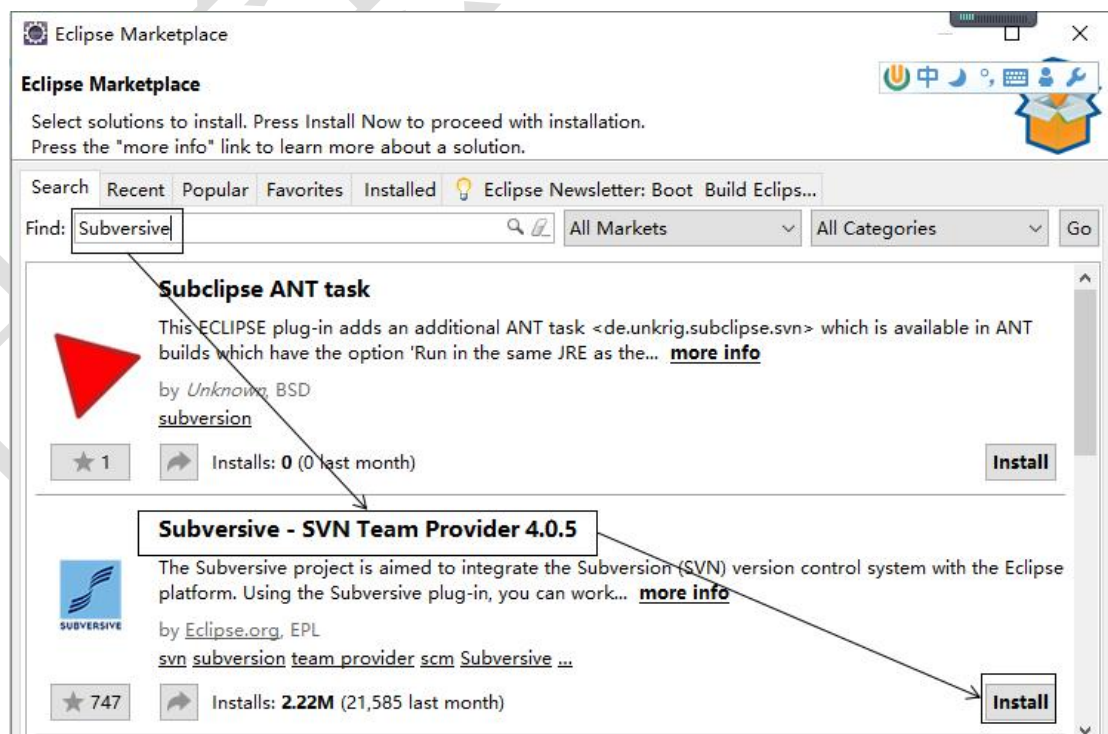 Eclipse Marketplace
Eclipse Marketplace
中
Select solutions to install. Press Install Now to proceed with installation.
Press the "more info" link to learn more about a solution.
Search Recent Popular Favorites Installed Eclipse Newsletter: Boot Build Eclips...
Find: Subversive All Markets All Categories Go
Subclipse ANT task
This ECLIPSE plug-in adds an additional ANT task <de.unkrig.subclipse.svn> which is available in ANT
builds which have the option 'Run in the same JRE as the... more info
by Unknown, BSD
subversion
1 Installs: 0 (0 last month) Install
Subversive - SVN Team Provider 4.0.5
The Subversive project is aimed to integrate the Subversion (SVN) version control system with the Eclipse
platform. Using the Subversive plug-in, you can work... more info
SUBVERSIVE
by Eclipse.org, EPL
svn subversion team provider scm Subversive ...
747 Installs: 2.22M (21,585 last month) Install